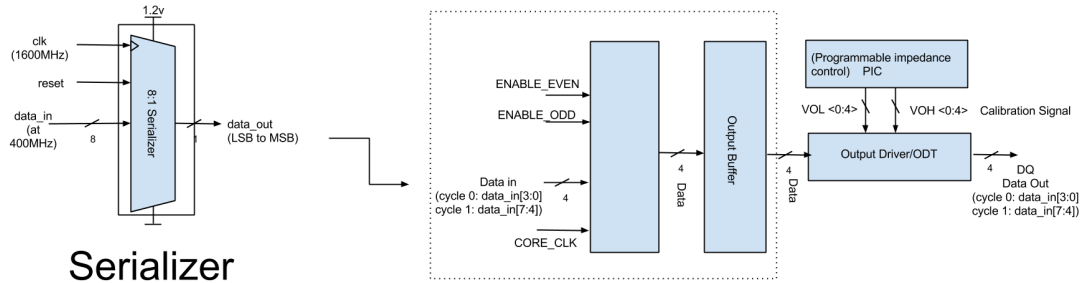 1.2v
clk
(1600MHz)
reset
data_in
(at
400MHz)
8
8:1 Serializer
1
data_out
(LSB to MSB)
Serializer
ENABLE_EVEN
ENABLE_ODD
Data in
(cycle 0: data_in[3:0]
cycle 1: data_in[7:4])
4
CORE_CLK
4
Data
Output Buffer
4
Data
(Programmable impedance
control) PIC
VOL <0:4>
VOH <0:4>
Calibration Signal
Output Driver/ODT
4
DQ
Data Out
(cycle 0: data_in[3:0]
cycle 1: data_in[7:4])